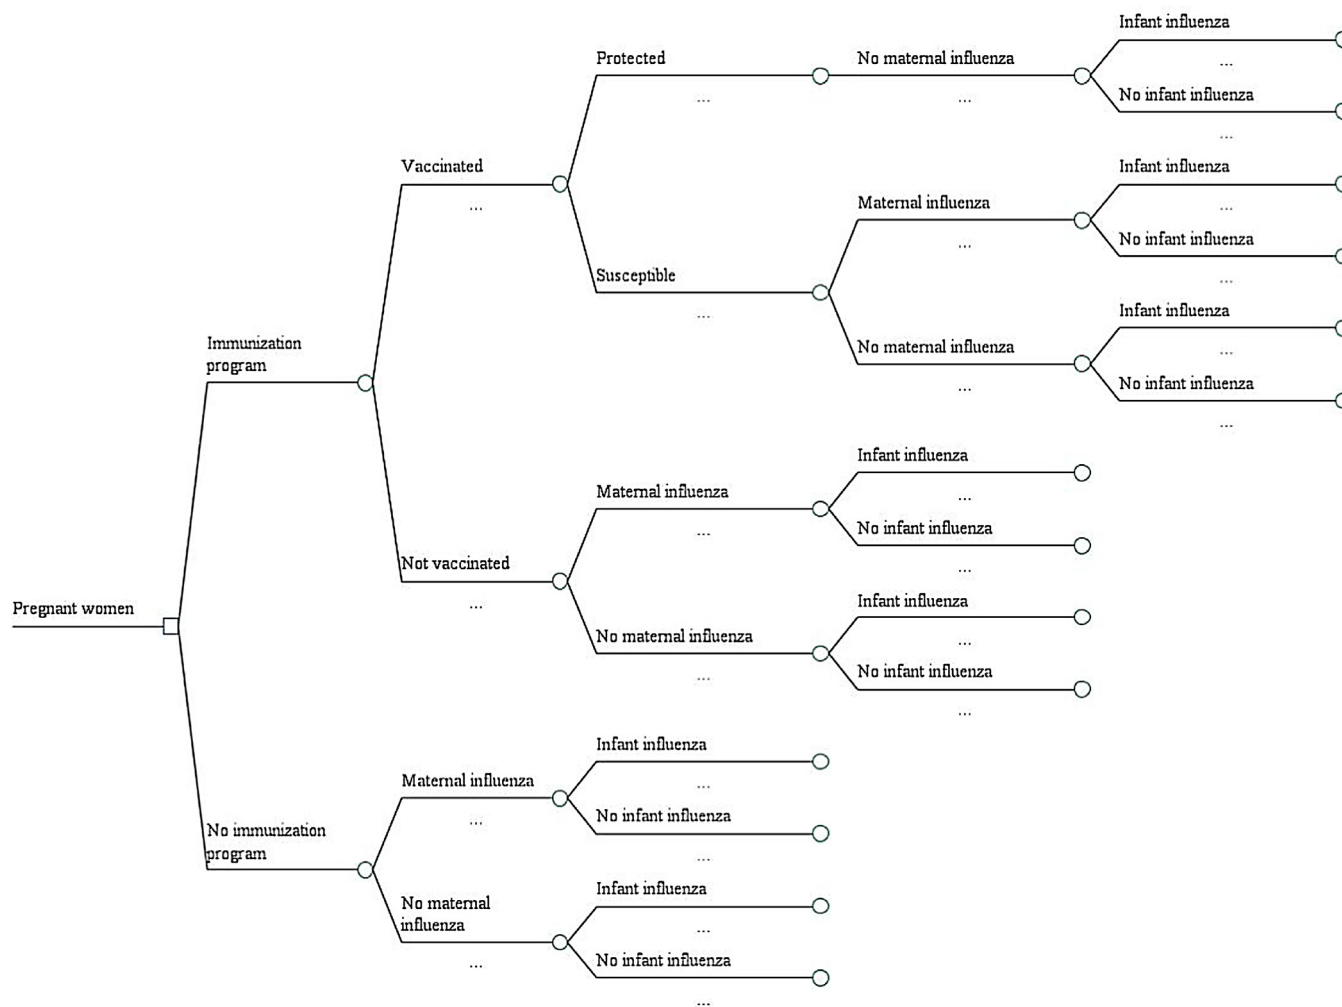 Infant influenza
...
No infant influenza
...
Protected
...
No maternal influenza
...
Vaccinated
...
Infant influenza
...
No infant influenza
...
Maternal influenza
...
Susceptible
...
Infant influenza
...
No infant influenza
...
No maternal influenza
...
Immunization
program
Infant influenza
...
No infant influenza
...
Maternal influenza
...
Not vaccinated
...
Infant influenza
...
No infant influenza
...
No maternal influenza
...
Pregnant women
Infant influenza
...
No infant influenza
...
Maternal influenza
...
No immunization
program
Infant influenza
...
No infant influenza
...
No maternal
influenza
...